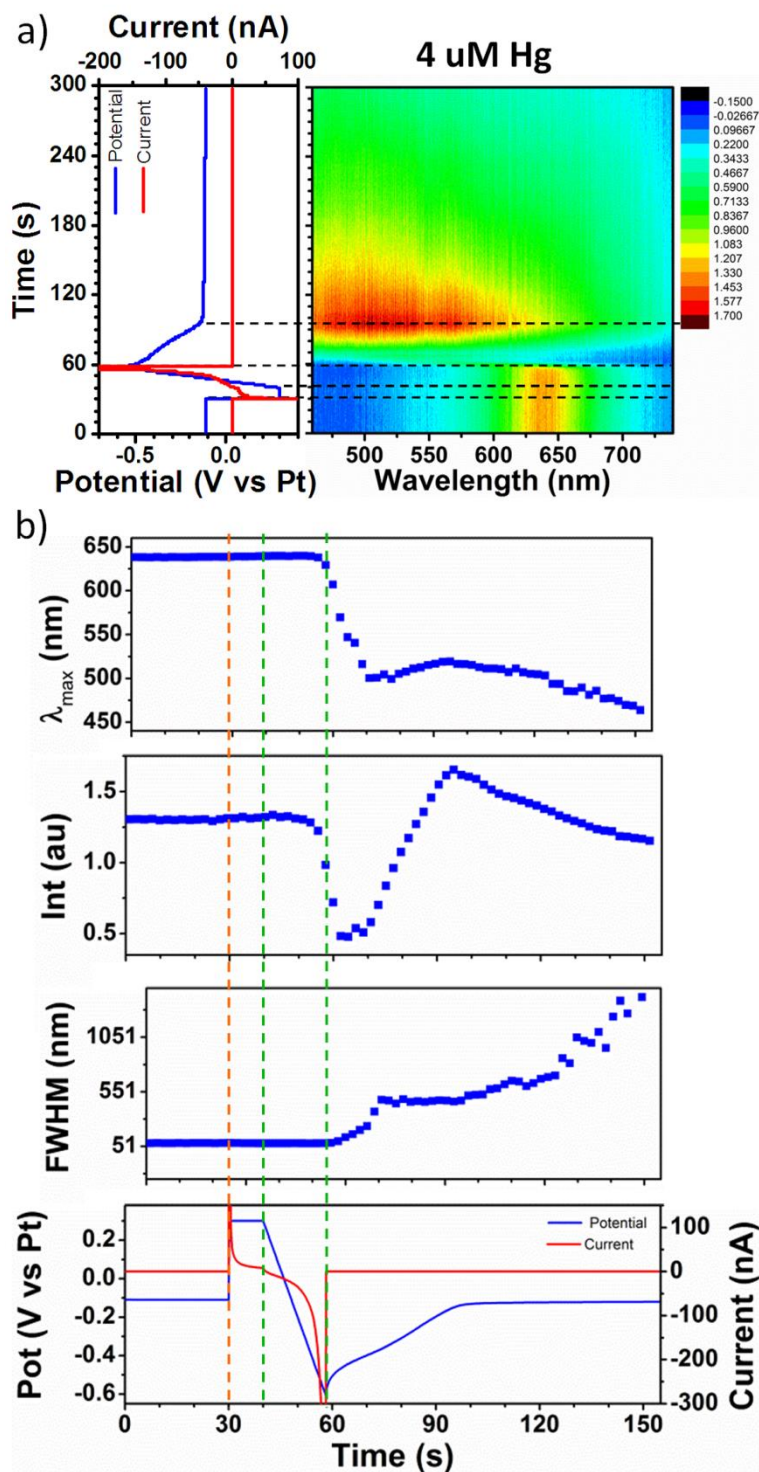 a)
Current (nA)
-200 -100 0 100
4 uM Hg
300
240
180
120
60
0
Time (s)
Potential
Current
-0.5 0.0
Potential (V vs Pt)
500 550 600 650 700
Wavelength (nm)
-0.1500
-0.02667
0.09667
0.2200
0.3433
0.4667
0.5900
0.7133
0.8367
0.9600
1.083
1.207
1.330
1.453
1.577
1.700
b)
650
600
550
500
450
λmax (nm)
1.5
1.0
0.5
Int (au)
1051
551
51
FWHM (nm)
0.2
0.0
-0.2
-0.4
-0.6
Pot (V vs Pt)
Potential
Current
100
50
0
-50
-100
-150
-200
-250
-300
Current (nA)
0 30 60 90 120 150
Time (s)